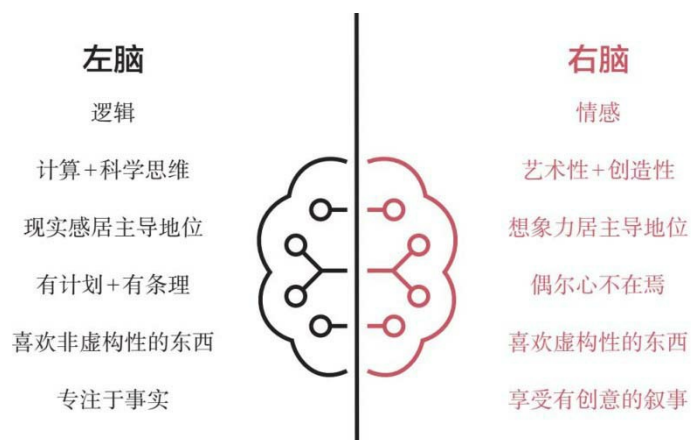 左脑
逻辑
计算+科学思维
现实感居主导地位
有计划+有条理
喜欢非虚构性的东西
专注于事实
右脑
情感
艺术性+创造性
想象力居主导地位
偶尔心不在焉
喜欢虚构性的东西
享受有创意的叙事